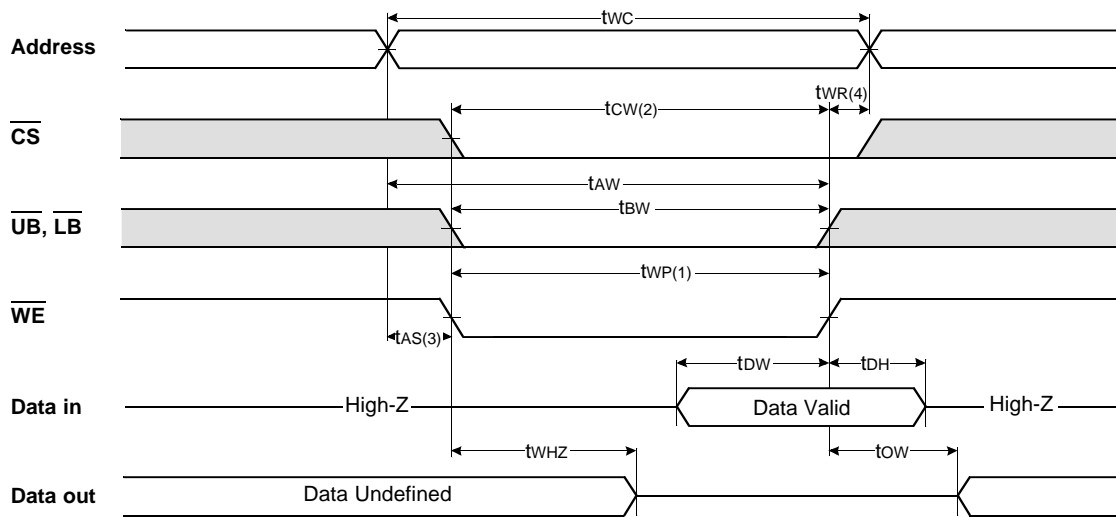 tWC
Address
tCW(2)
tWR(4)
CS
tAW
tBW
UB, LB
tWP(1)
WE
tAS(3)
tDW
tDH
Data in
High-Z
Data Valid
High-Z
tWHZ
tOW
Data out
Data Undefined